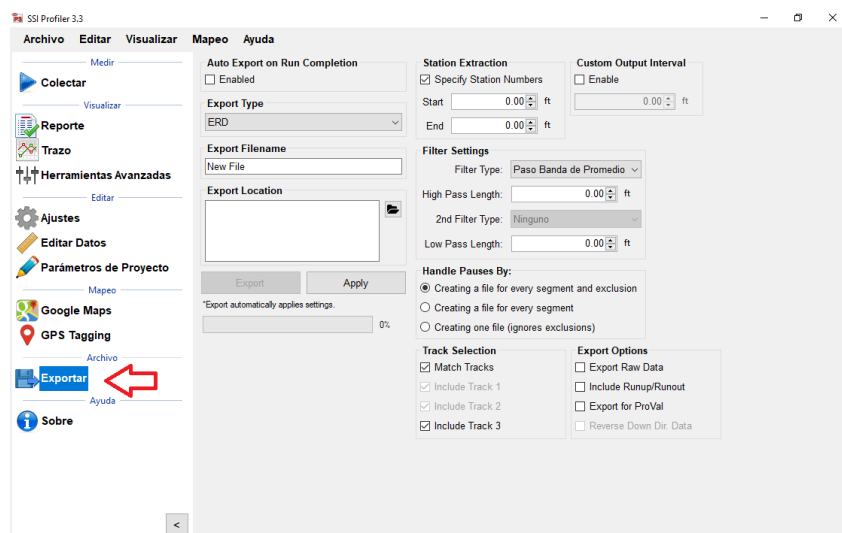 SSI Profiler 3.3
Archivo Editar Visualizar Mapeo Ayuda
Medir
Colectar
Visualizar
Reporte
Trazo
Herramientas Avanzadas
Editar
Ajustes
Editar Datos
Parámetros de Proyecto
Mapeo
Google Maps
GPS Tagging
Archivo
Exportar
Ayuda
Sobre
<
Auto Export on Run Completion
Enabled
Export Type
ERD
Export Filename
New File
Export Location
Export Apply
*Export automatically applies settings.
0%
Station Extraction
Specify Station Numbers
Start 0.00 ft
End 0.00 ft
Custom Output Interval
Enable
0.00 ft
Filter Settings
Filter Type: Paso Banda de Promedio
High Pass Length: 0.00 ft
2nd Filter Type: Ninguno
Low Pass Length: 0.00 ft
Handle Pauses By:
Creating a file for every segment and exclusion
Creating a file for every segment
Creating one file (ignores exclusions)
Track Selection
Match Tracks
Include Track 1
Include Track 2
Include Track 3
Export Options
Export Raw Data
Include Runup/Runout
Export for ProVal
Reverse Down Dir. Data